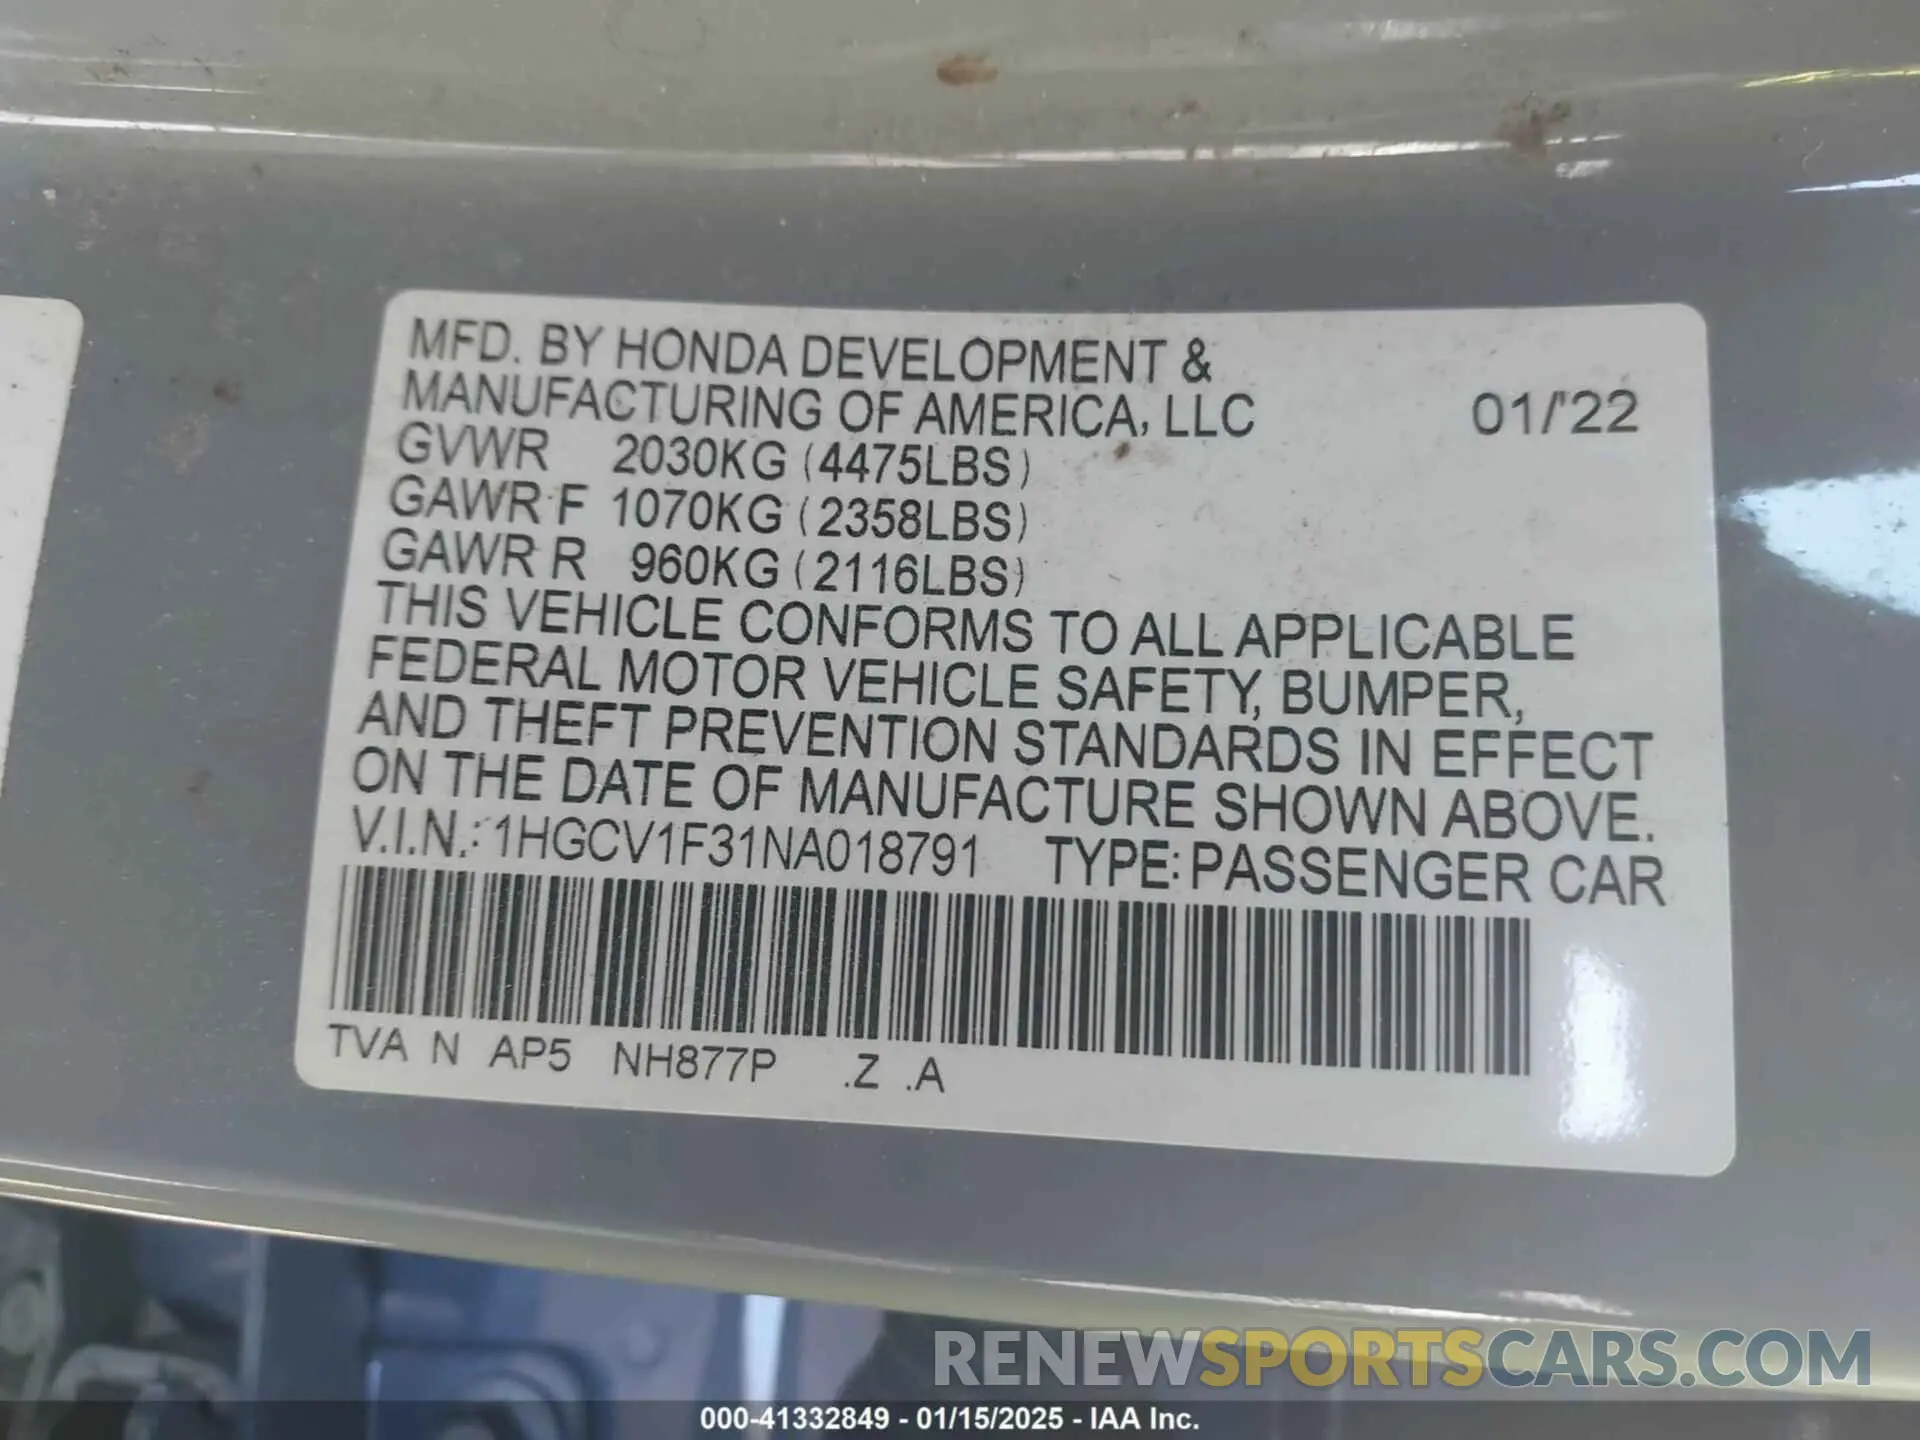 MFD. BY HONDA DEVELOPMENT &
MANUFACTURING OF AMERICA, LLC 01/'22
GVWR 2030KG (4475LBS)
GAWR F 1070KG (2358LBS)
GAWR R 960KG (2116LBS)
THIS VEHICLE CONFORMS TO ALL APPLICABLE
FEDERAL MOTOR VEHICLE SAFETY, BUMPER,
AND THEFT PREVENTION STANDARDS IN EFFECT
ON THE DATE OF MANUFACTURE SHOWN ABOVE.
V.I.N.: 1HGCV1F31NA018791 TYPE: PASSENGER CAR
TVA N AP5 NH877P .Z .A
RENEWSPORTSCARS.COM
000-41332849 - 01/15/2025 - IAA Inc.